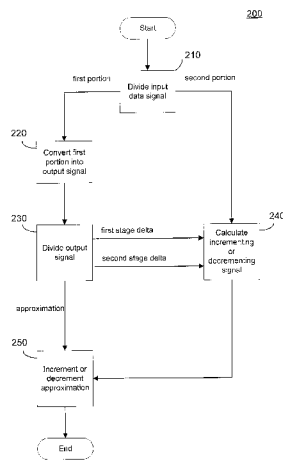 200
Start
210
first portion
second portion
Divide input
data signal
220
Convert first
portion into
output signal
230
240
first stage delta
Divide output
signal
second stage delta
Calculate
incrementing
or
decrementing
signal
approximation
250
Increment or
decrement
approximation
End